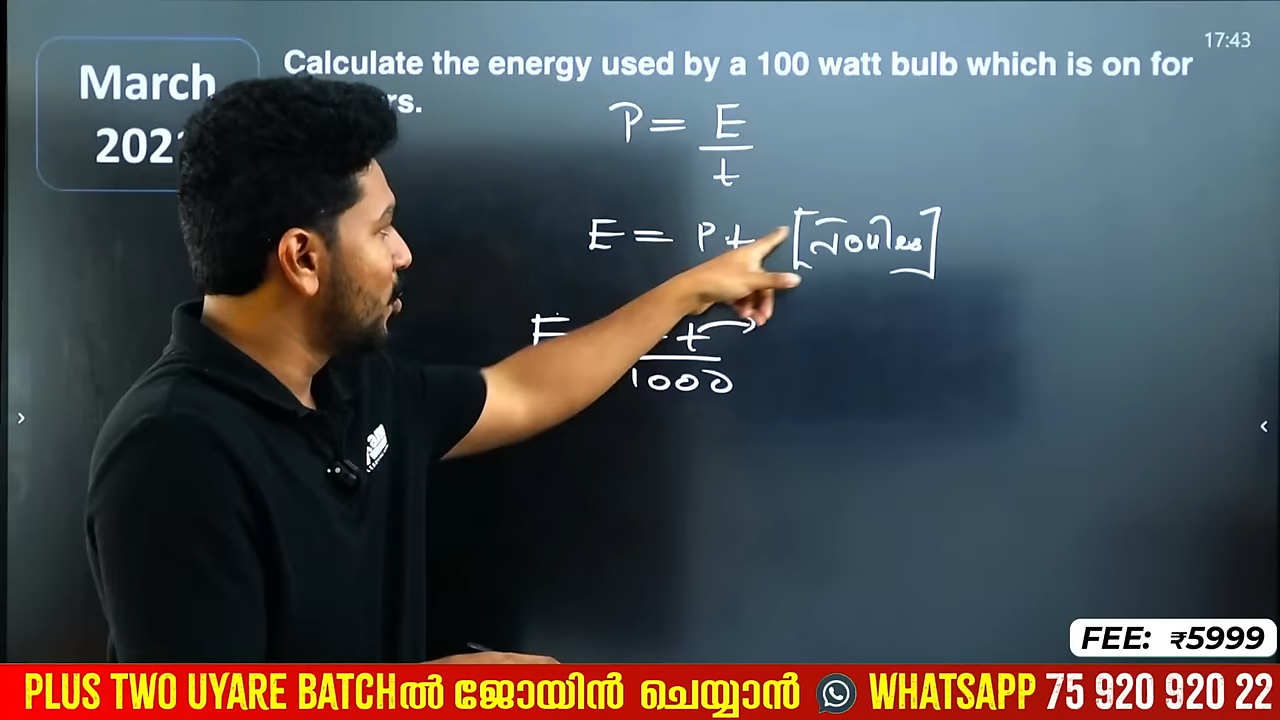 17:43
March
202
Calculate the energy used by a 100 watt bulb which is on for
rs.
P = E
t
E = P t [Joules]
E t
1000
FEE: ₹5999
PLUS TWO UYARE BATCHൽ ജോയിൻ ചെയ്യാൻ WHATSAPP 75 920 920 22